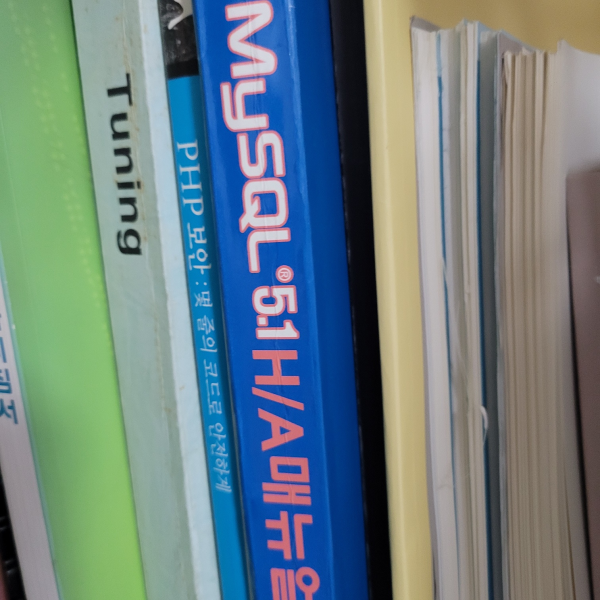 Tuning
PHP 보안 : 몇 줄의 코드로 안전하게
MySQL® 5.1 H/A 매뉴얼